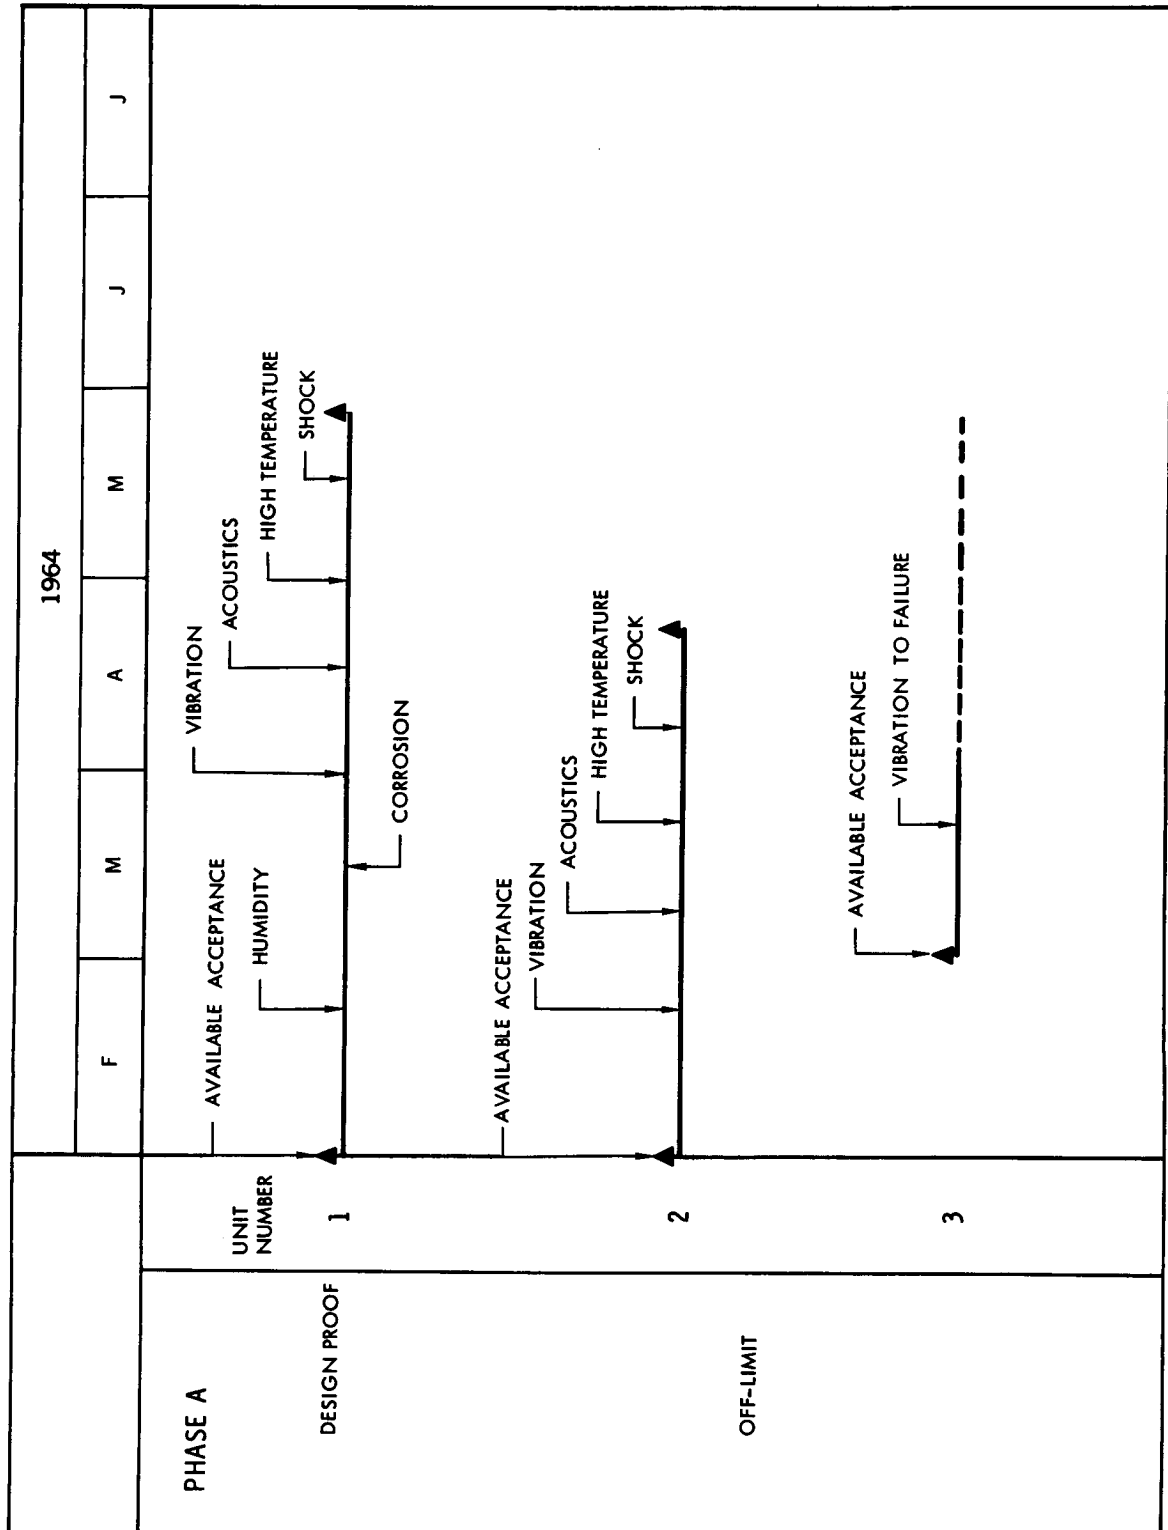 1964
F M A M J J
PHASE A
UNIT
NUMBER
DESIGN PROOF
1
AVAILABLE ACCEPTANCE
HUMIDITY
CORROSION
VIBRATION
ACOUSTICS
HIGH TEMPERATURE
SHOCK
OFF-LIMIT
2
AVAILABLE ACCEPTANCE
VIBRATION
ACOUSTICS
HIGH TEMPERATURE
SHOCK
3
AVAILABLE ACCEPTANCE
VIBRATION TO FAILURE